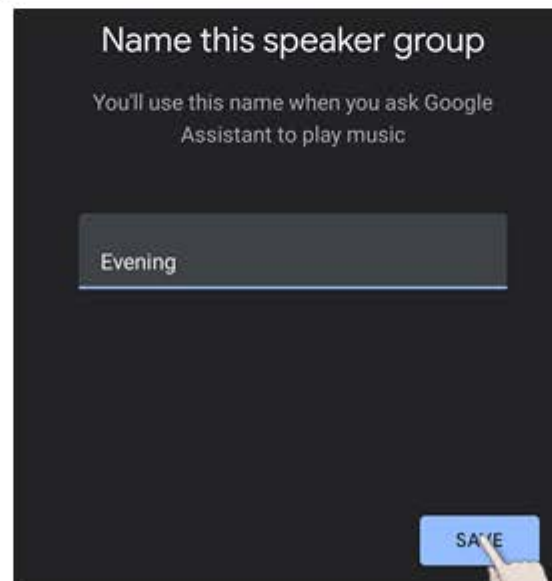 Name this speaker group
You'll use this name when you ask Google
Assistant to play music
Evening
SAVE